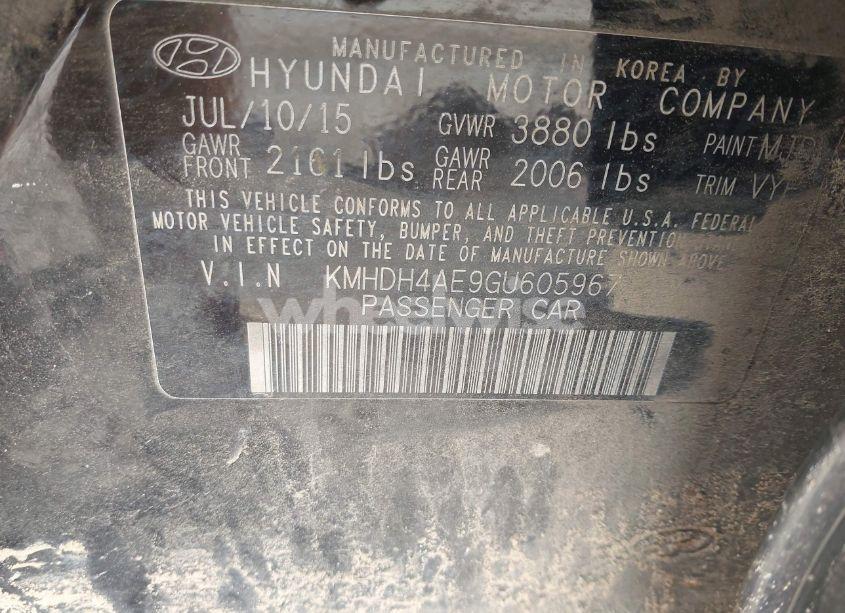 MANUFACTURED IN KOREA BY
HYUNDAI MOTOR COMPANY
JUL/10/15 GVWR 3880 lbs PAINT
GAWR FRONT 2161 lbs GAWR REAR 2006 lbs TRIM
THIS VEHICLE CONFORMS TO ALL APPLICABLE U.S.A. FEDERAL
MOTOR VEHICLE SAFETY, BUMPER, AND THEFT PREVENTION
IN EFFECT ON THE DATE OF MANUFACTURE SHOWN ABOVE
V.I.N KMHDH4AE9GU605967
PASSENGER CAR
wheelwise